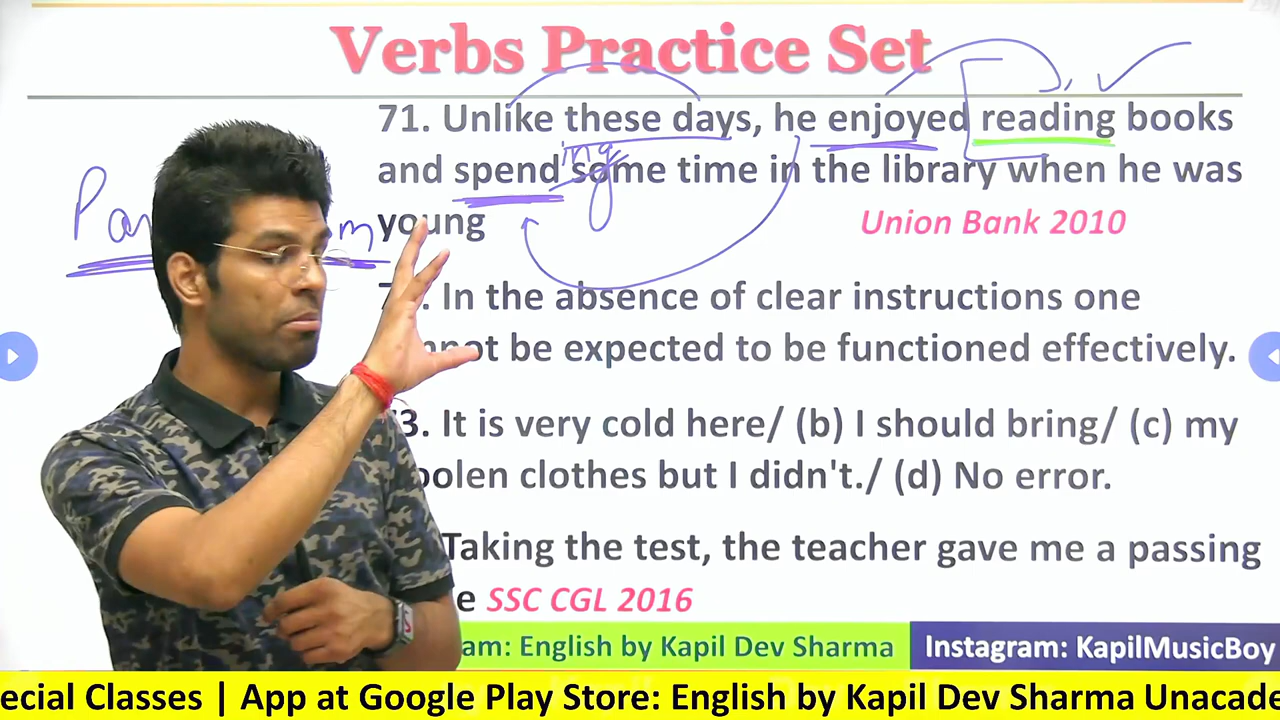 Verbs Practice Set
71. Unlike these days, he enjoyed reading books
and spend some time in the library when he was
ing
young
Union Bank 2010
In the absence of clear instructions one
be expected to be functioned effectively.
It is very cold here/ (b) I should bring/ (c) my
clothes but I didn't./ (d) No error.
Taking the test, the teacher gave me a passing
SSC CGL 2016
English by Kapil Dev Sharma
Instagram: KapilMusicBoy
Classes | App at Google Play Store: English by Kapil Dev Sharma